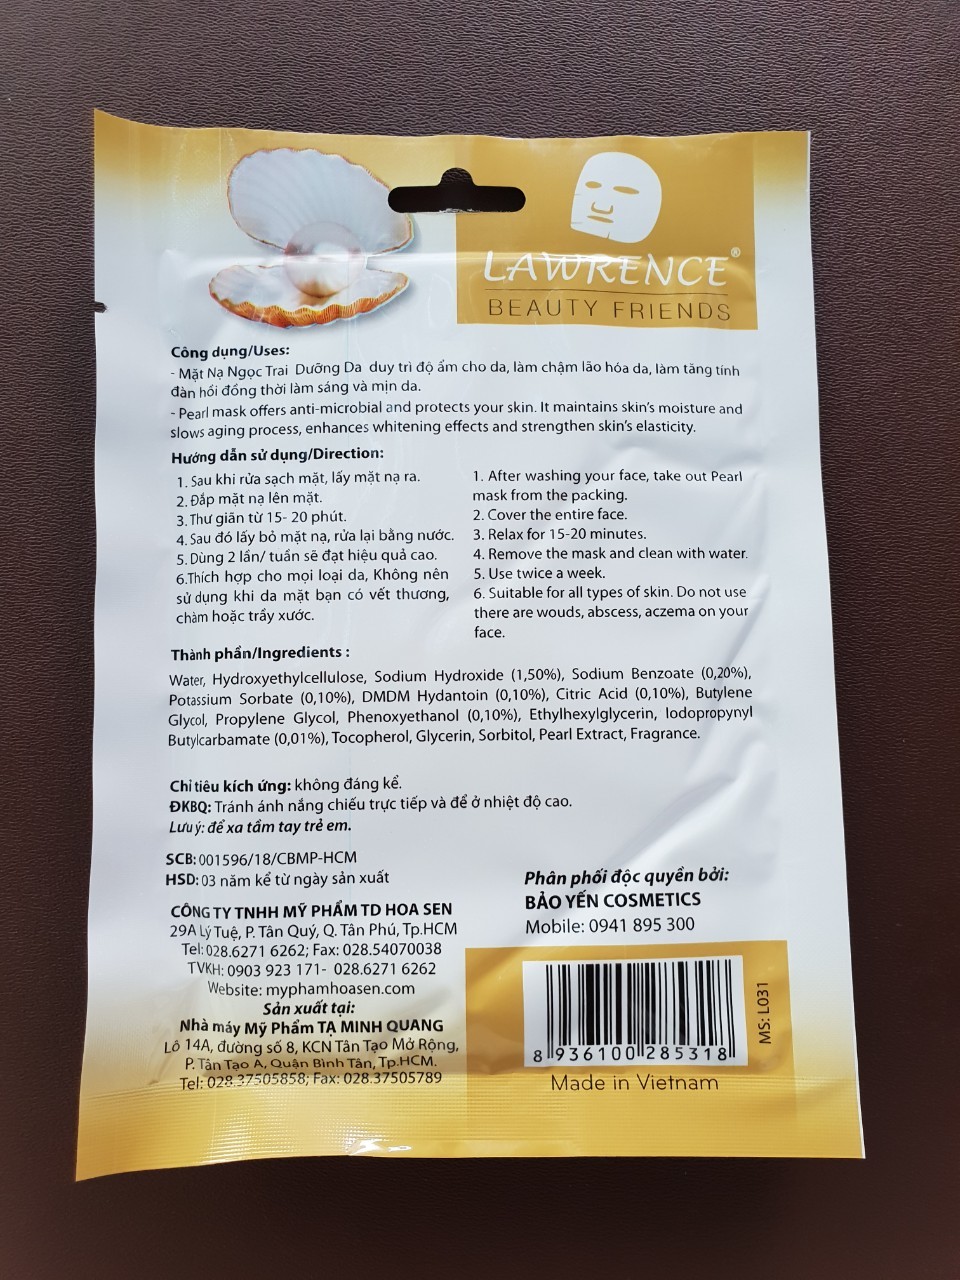 LAWRENCE®
BEAUTY FRIENDS
Công dụng/Uses:
- Mặt Nạ Ngọc Trai Dưỡng Da duy trì độ ẩm cho da, làm chậm lão hóa da, làm tăng tính
đàn hồi đồng thời làm sáng và mịn da.
- Pearl mask offers anti-microbial and protects your skin. It maintains skin's moisture and
slows aging process, enhances whitening effects and strengthen skin's elasticity.
Hướng dẫn sử dụng/Direction:
1. Sau khi rửa sạch mặt, lấy mặt nạ ra.
2. Đắp mặt nạ lên mặt.
3. Thư giãn từ 15- 20 phút.
4. Sau đó lấy bỏ mặt nạ, rửa lại bằng nước.
5. Dùng 2 lần/ tuần sẽ đạt hiệu quả cao.
6.Thích hợp cho mọi loại da, Không nên
sử dụng khi da mặt bạn có vết thương,
chàm hoặc trầy xước.
1. After washing your face, take out Pearl
mask from the packing.
2. Cover the entire face.
3. Relax for 15-20 minutes.
4. Remove the mask and clean with water.
5. Use twice a week.
6. Suitable for all types of skin. Do not use
there are wouds, abscess, aczema on your
face.
Thành phần/Ingredients :
Water, Hydroxyethylcellulose, Sodium Hydroxide (1,50%), Sodium Benzoate (0,20%),
Potassium Sorbate (0,10%), DMDM Hydantoin (0,10%), Citric Acid (0,10%), Butylene
Glycol, Propylene Glycol, Phenoxyethanol (0,10%), Ethylhexylglycerin, Iodopropynyl
Butylcarbamate (0,01%), Tocopherol, Glycerin, Sorbitol, Pearl Extract, Fragrance.
Chỉ tiêu kích ứng: không đáng kể.
ĐKBQ: Tránh ánh nắng chiếu trực tiếp và để ở nhiệt độ cao.
Lưu ý: để xa tầm tay trẻ em.
SCB: 001596/18/CBMP-HCM
HSD: 03 năm kể từ ngày sản xuất
CÔNG TY TNHH MỸ PHẨM TD HOA SEN
29A Lý Tuệ, P. Tân Quý, Q. Tân Phú, Tp.HCM
Tel: 028.6271 6262; Fax: 028.54070038
TVKH: 0903 923 171- 028.6271 6262
Website: myphamhoasen.com
Sản xuất tại:
Nhà máy Mỹ Phẩm TẠ MINH QUANG
Lô 14A, đường số 8, KCN Tân Tạo Mở Rộng,
P. Tân Tạo A, Quận Bình Tân, Tp.HCM.
Tel: 028.37505858; Fax: 028.37505789
Phân phối độc quyền bởi:
BẢO YẾN COSMETICS
Mobile: 0941 895 300
8 936100 285318
MS: L031
Made in Vietnam